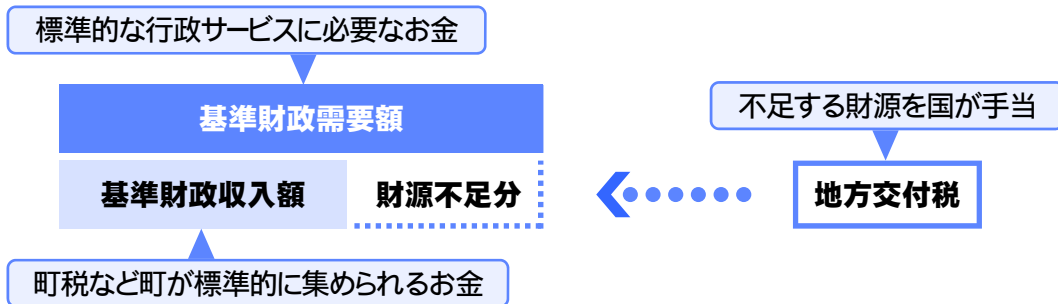 標準的な行政サービスに必要なお金
基準財政需要額
不足する財源を国が手当
基準財政収入額
財源不足分
地方交付税
町税など町が標準的に集められるお金